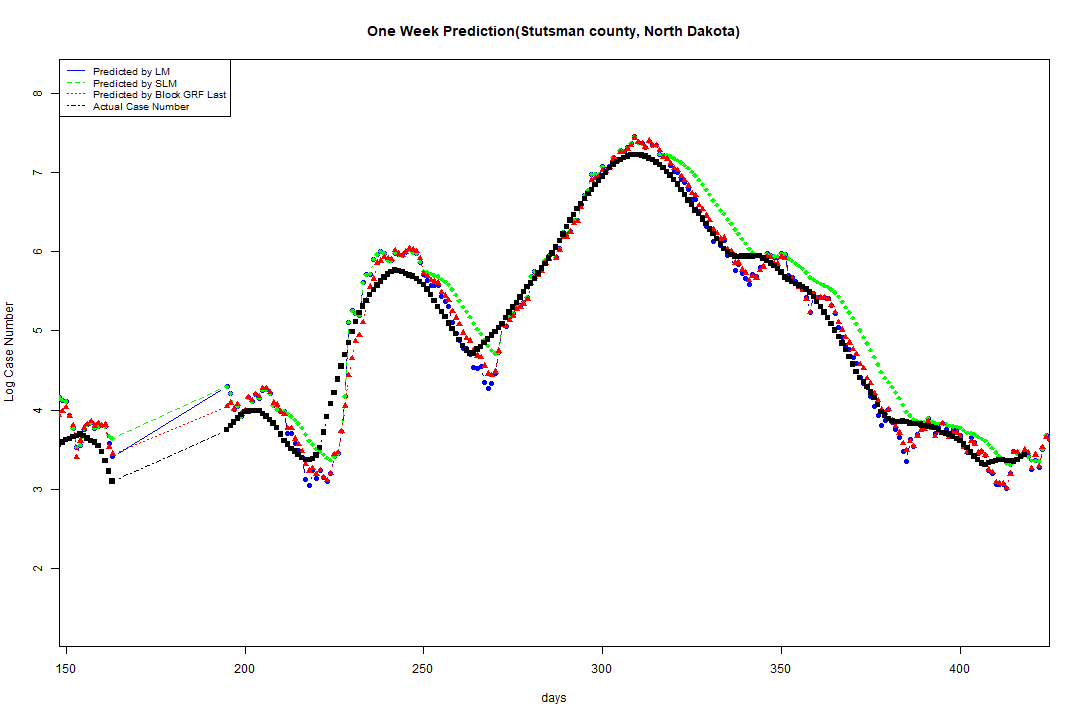 One Week Prediction(Stutsman county, North Dakota)
Predicted by LM
Predicted by SLM
Predicted by Block GRF Last
Actual Case Number
Log Case Number
8
7
6
5
4
3
2
150 200 250 300 350 400
days